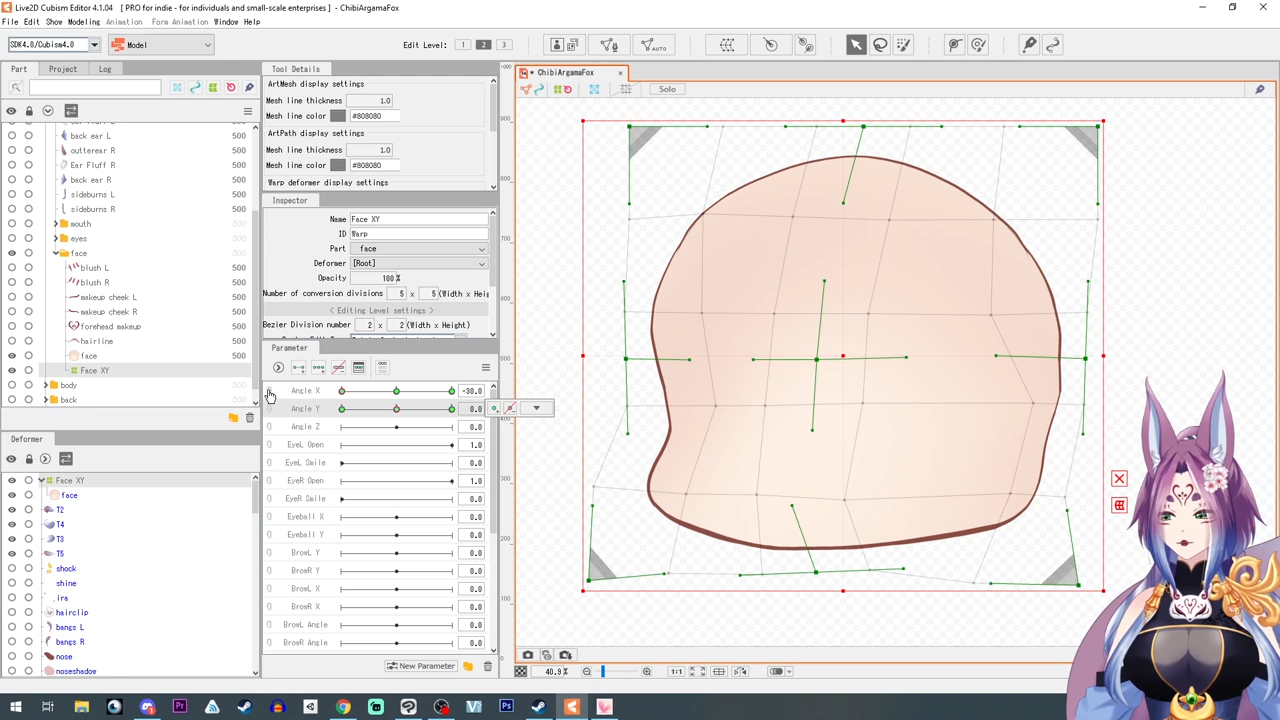 Live2D Cubism Editor 4.1.04 [ PRO for indie - for individuals and small-scale enterprises ] - ChibiArgamaFox
File Edit Show Modeling Animation Form Animation Window Help
SDK4.0/Cubism4.0
Model
Edit Level: 1 2 3
AUTO
Part Project Log
Tool Details
* ChibiArgamaFox ×
Solo
ArtMesh display settings
Mesh line thickness 1.0
Mesh line color #808080
ArtPath display settings
Mesh line thickness 1.0
Mesh line color #808080
Warp deformer display settings
back ear L 500
outterear R 500
Ear Fluff R 500
back ear R 500
sideburns L 500
sideburns R 500
mouth 500
eyes 500
face 500
blush L 500
blush R 500
makeup cheek L 500
makeup cheek R 500
forehead makeup 500
hairline 500
face 500
Face XY 500
body 500
back 500
Inspector
Name Face XY
ID Warp
Part face
Deformer [Root]
Opacity 100 %
Number of conversion divisions 5 x 5 (Width x Heig
< Editing Level settings >
Bezier Division number 2 x 2 (Width x Height)
Parameter
Angle X -30.0
Angle Y 0.0
Angle Z 0.0
EyeL Open 1.0
EyeL Smile 0.0
EyeR Open 1.0
EyeR Smile 0.0
Eyeball X 0.0
Eyeball Y 0.0
BrowL Y 0.0
BrowR Y 0.0
BrowL X 0.0
BrowR X 0.0
BrowL Angle 0.0
BrowR Angle 0.0
New Parameter
Deformer
Face XY
face
T2
T4
T3
T5
shock
shine
.ira
hairclip
bangs L
bangs R
nose
noseshadow
40.9%
1:1